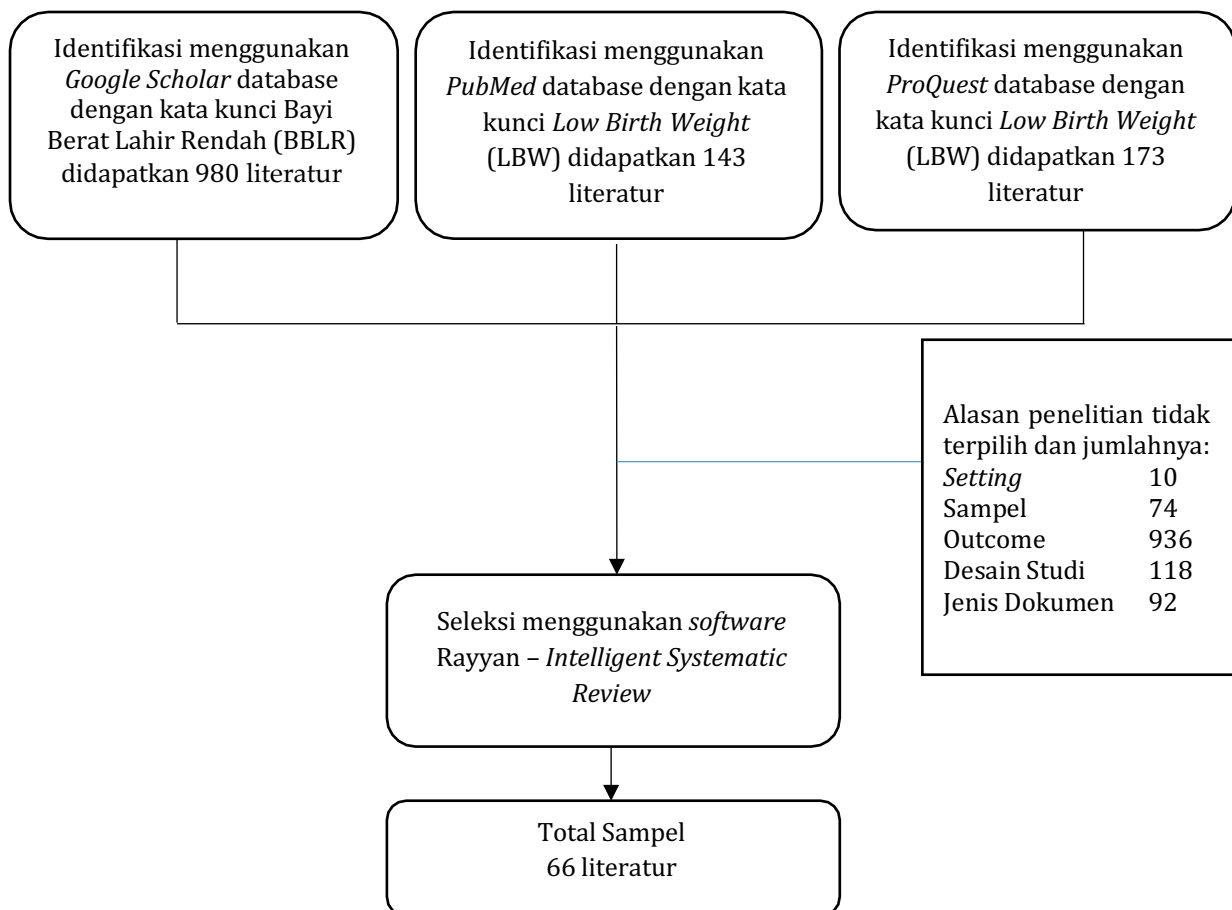 Identifikasi menggunakan
Google Scholar database
dengan kata kunci Bayi
Berat Lahir Rendah (BBLR)
didapatkan 980 literatur
Identifikasi menggunakan
PubMed database dengan kata
kunci Low Birth Weight
(LBW) didapatkan 143
literatur
Identifikasi menggunakan
ProQuest database dengan
kata kunci Low Birth Weight
(LBW) didapatkan 173
literatur
Alasan penelitian tidak
terpilih dan jumlahnya:
Setting 10
Sampel 74
Outcome 936
Desain Studi 118
Jenis Dokumen 92
Seleksi menggunakan software
Rayyan – Intelligent Systematic
Review
Total Sampel
66 literatur